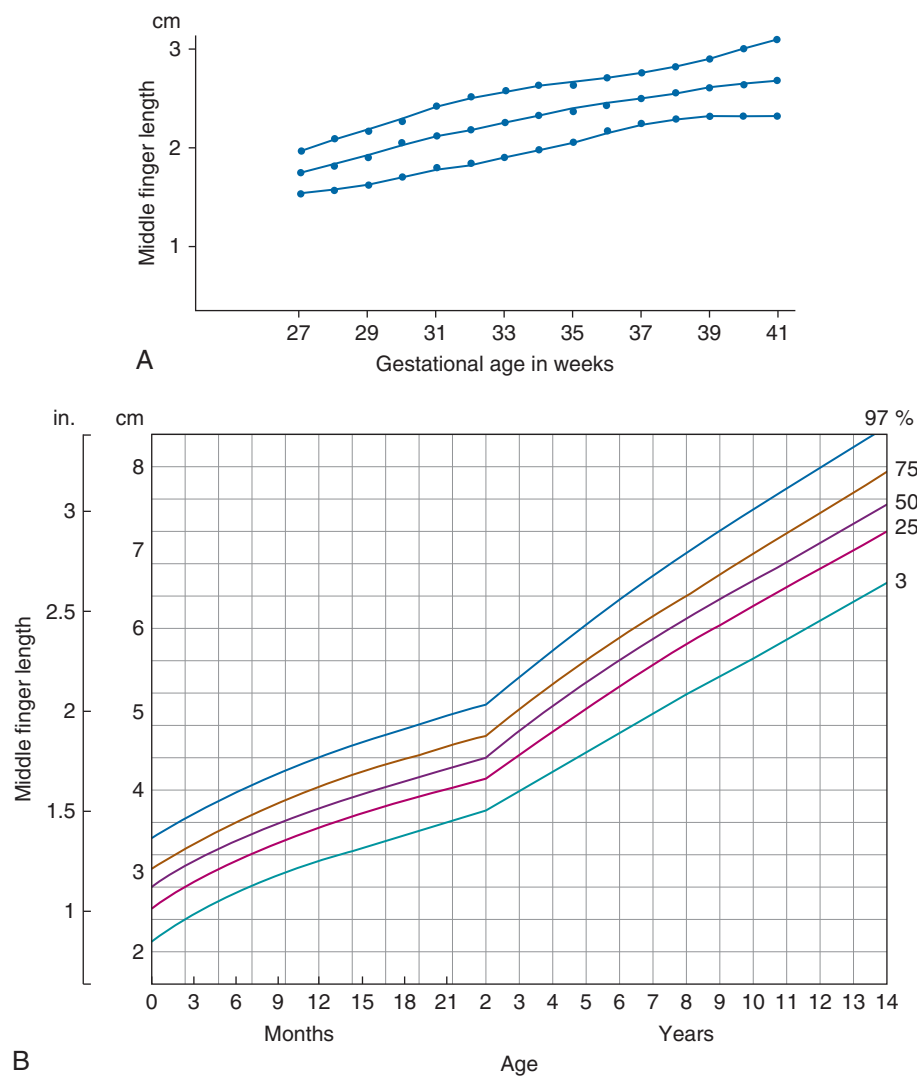 cm
3
2
1
Middle finger length
27 29 31 33 35 37 39 41
A
Gestational age in weeks
in. cm 97 %
8
75
3
50
25
7
3
2.5
6
2
5
Middle finger length
4
1.5
3
1
2
0 3 6 9 12 15 18 21 2 3 4 5 6 7 8 9 10 11 12 13 14
Months Years
B
Age